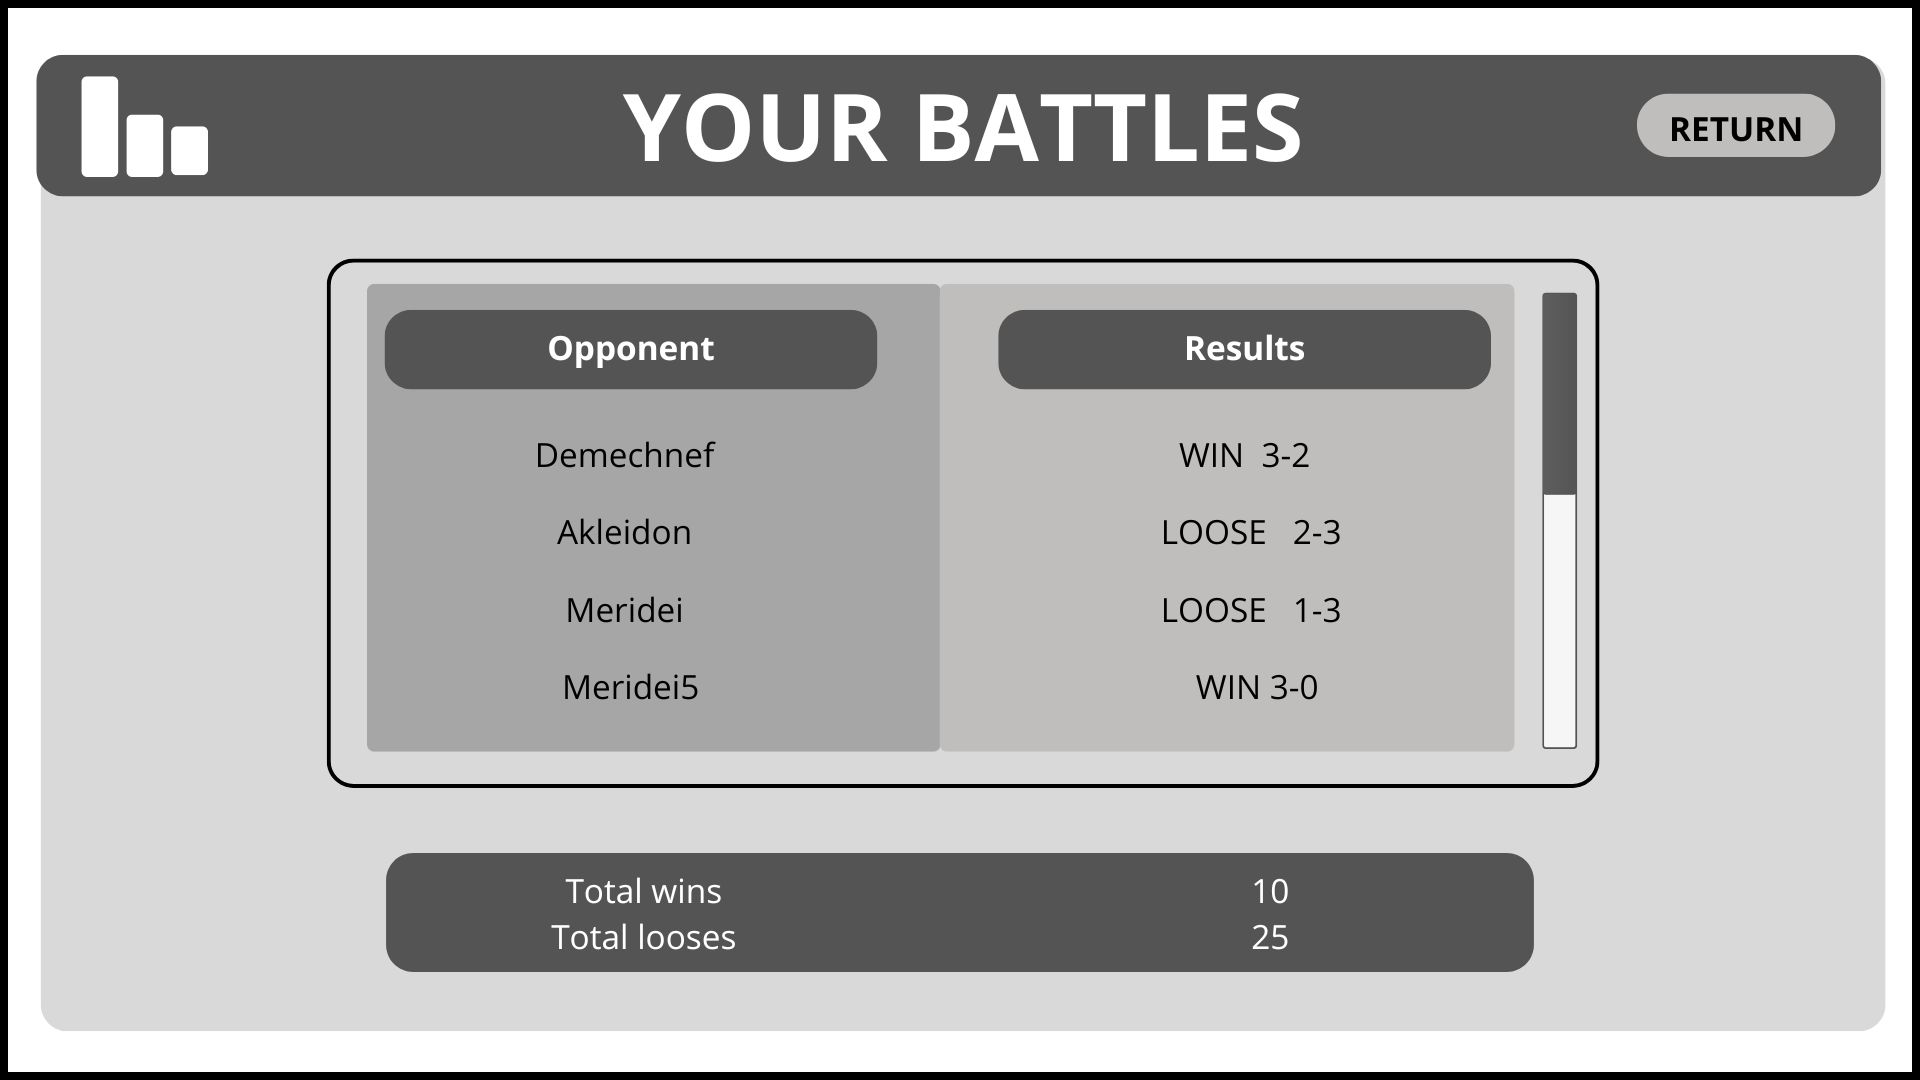 YOUR BATTLES
RETURN
Opponent Results
Demechnef WIN 3-2
Akleidon LOOSE 2-3
Meridei LOOSE 1-3
Meridei5 WIN 3-0
Total wins 10
Total looses 25